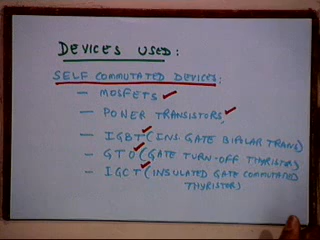 DEVICES USED:
SELF COMMUTATED DEVICES:
- MOSFETS
- POWER TRANSISTORS,
- IGBT (INS. GATE BIPOLAR TRANS)
- GTO (GATE TURN-OFF THYRISTOR)
- IGCT (INSULATED GATE COMMUTATED
THYRISTOR)